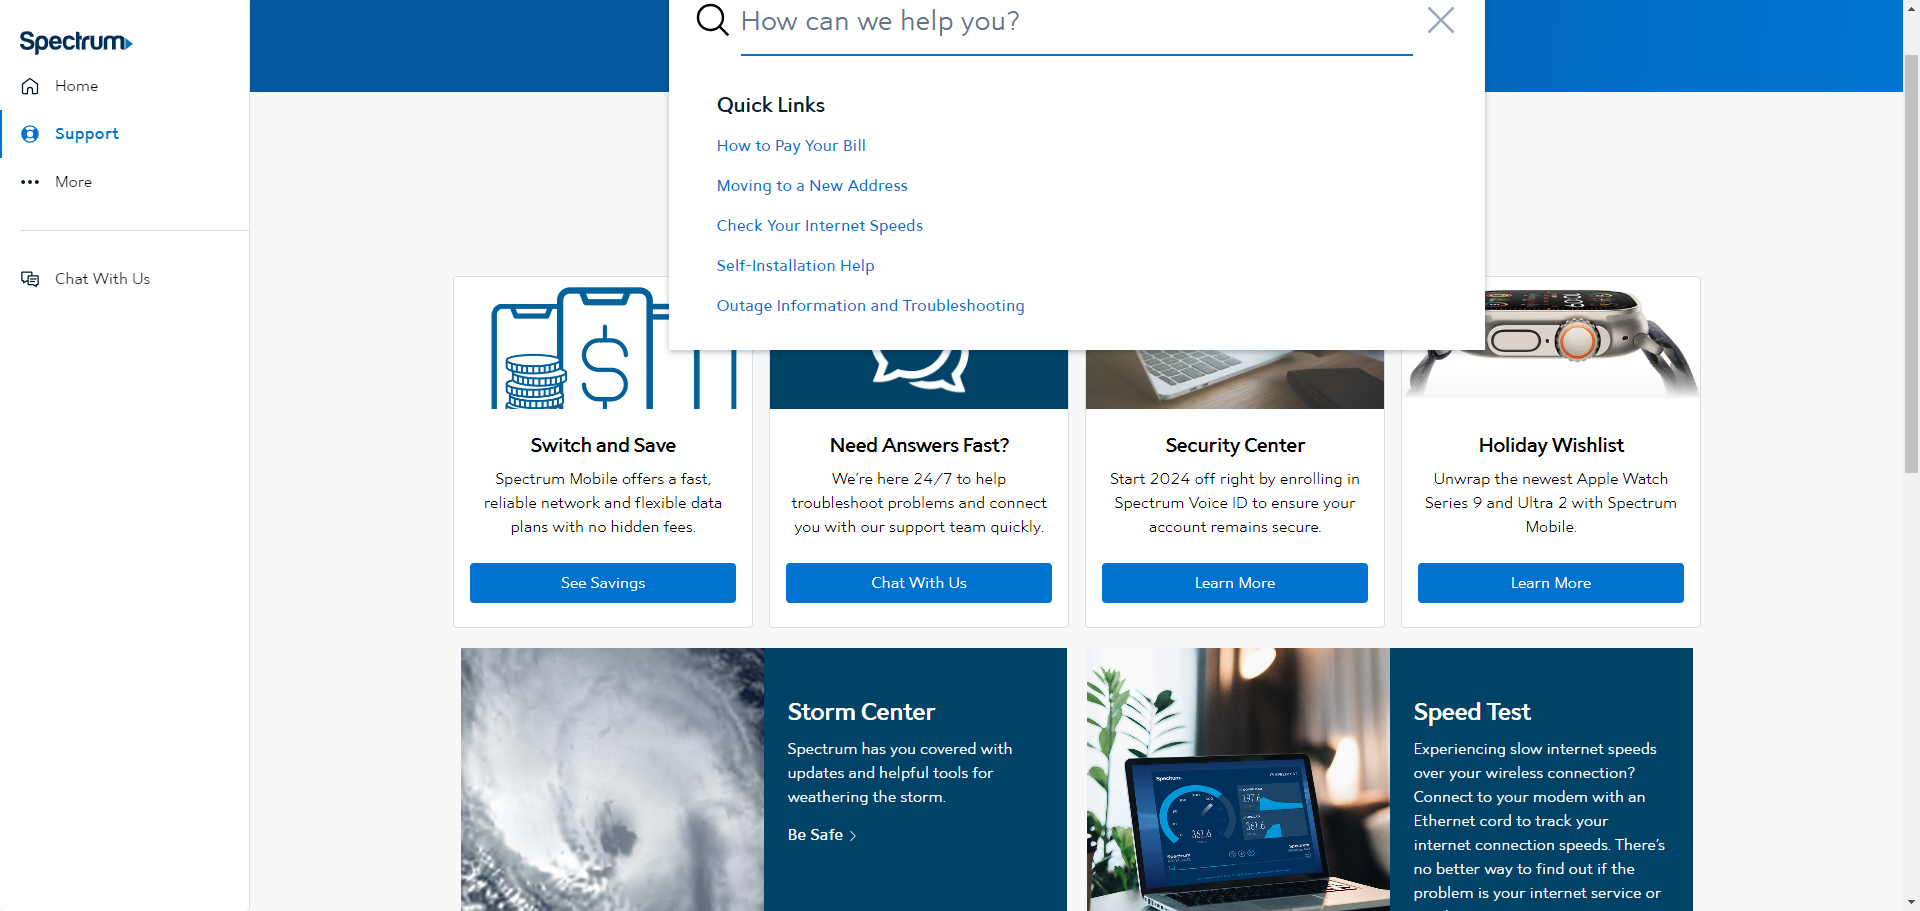 Spectrum
Home
Support
More
Chat With Us
How can we help you?
Quick Links
How to Pay Your Bill
Moving to a New Address
Check Your Internet Speeds
Self-Installation Help
Outage Information and Troubleshooting
Switch and Save
Spectrum Mobile offers a fast,
reliable network and flexible data
plans with no hidden fees.
See Savings
Need Answers Fast?
We're here 24/7 to help
troubleshoot problems and connect
you with our support team quickly.
Chat With Us
Security Center
Start 2024 off right by enrolling in
Spectrum Voice ID to ensure your
account remains secure.
Learn More
Holiday Wishlist
Unwrap the newest Apple Watch
Series 9 and Ultra 2 with Spectrum
Mobile.
Learn More
Storm Center
Spectrum has you covered with
updates and helpful tools for
weathering the storm.
Be Safe
Spectrum
361.6
Spectrum
Speed Test
Experiencing slow internet speeds
over your wireless connection?
Connect to your modem with an
Ethernet cord to track your
internet connection speeds. There's
no better way to find out if the
problem is your internet service or